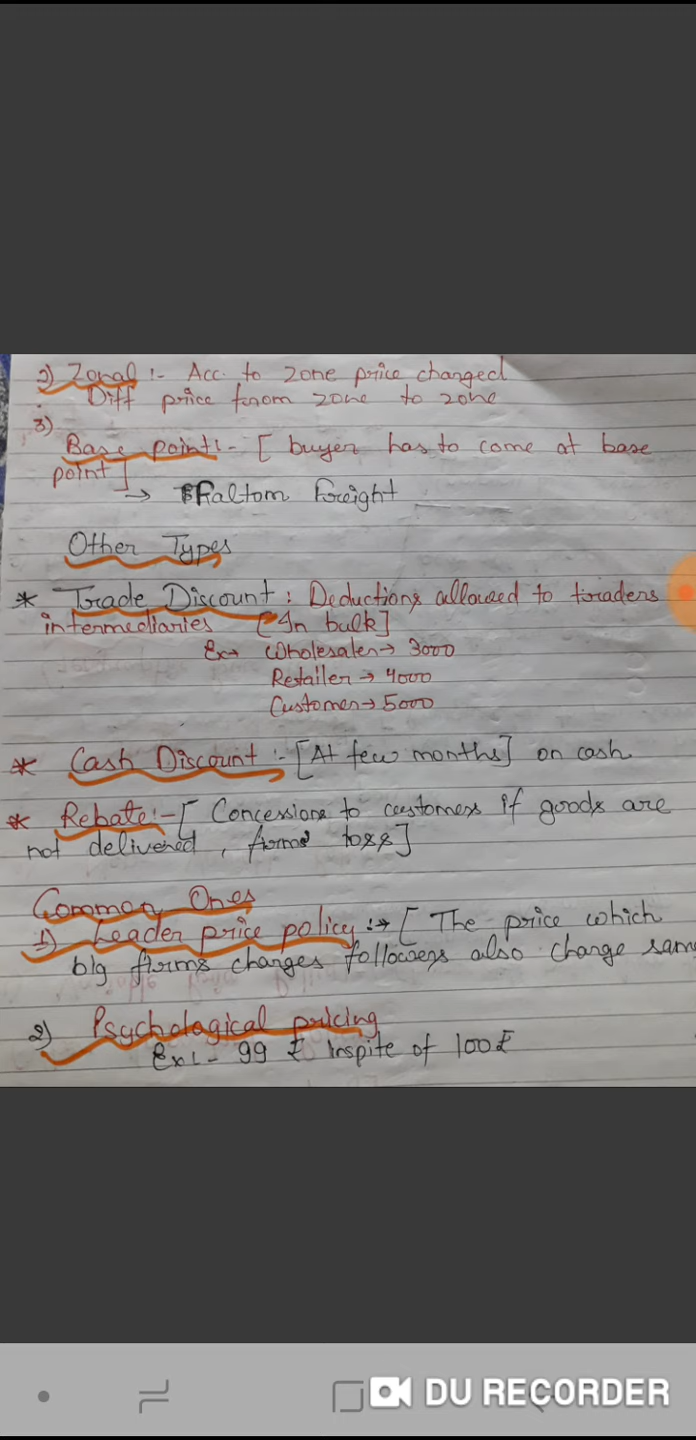 2) Zonal :- Acc. to zone price changed
Diff price from zone to zone
3)
Base point :- [ buyer has to come at base
point ]
→ Faltom Freight
Other Types
* Trade Discount : Deductions allowed to traders
intermediaries [In bulk]
Ex→ Wholesaler → 3000
Retailer → 4000
Customer → 5000
* Cash Discount :- [At few months] on cash
* Rebate :- [ Concessions to customers if goods are
not delivered, forms loss]
Common Ones
1) Leader price policy :→ [ The price which
big firms changes followers also change same
2) Psychological pricing
Ex:- 99 ₹ inspite of 100₹
DU RECORDER